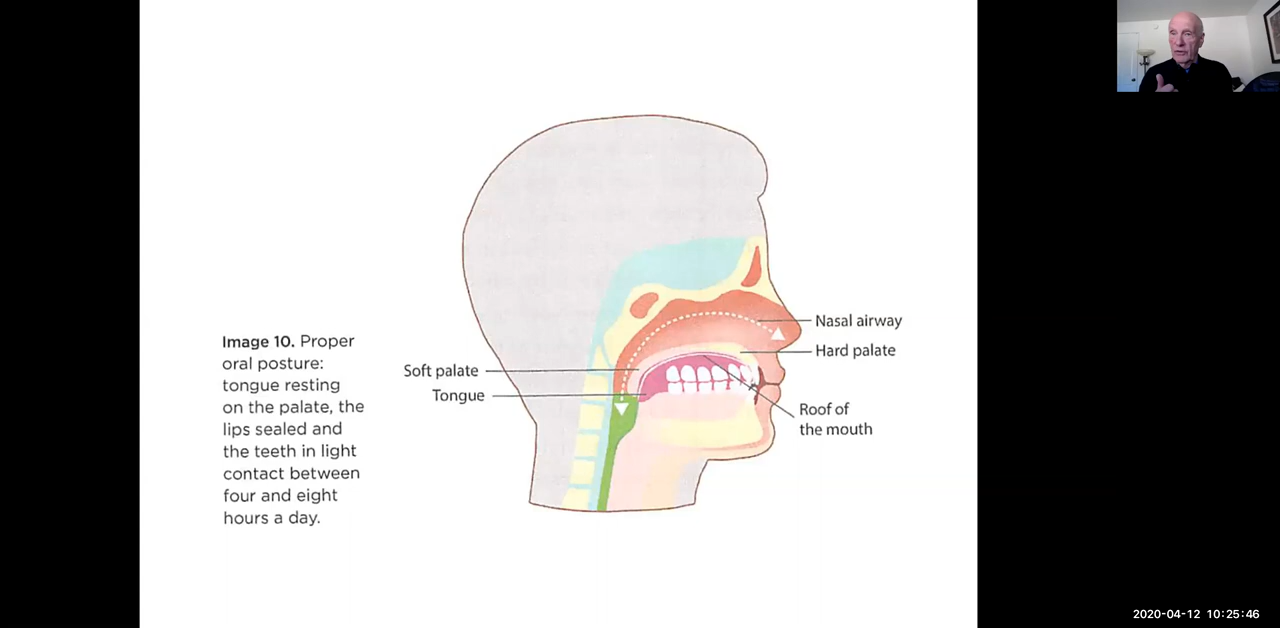 Image 10. Proper
oral posture:
tongue resting
on the palate, the
lips sealed and
the teeth in light
contact between
four and eight
hours a day.
Soft palate
Tongue
Nasal airway
Hard palate
Roof of
the mouth
2020-04-12 10:25:46